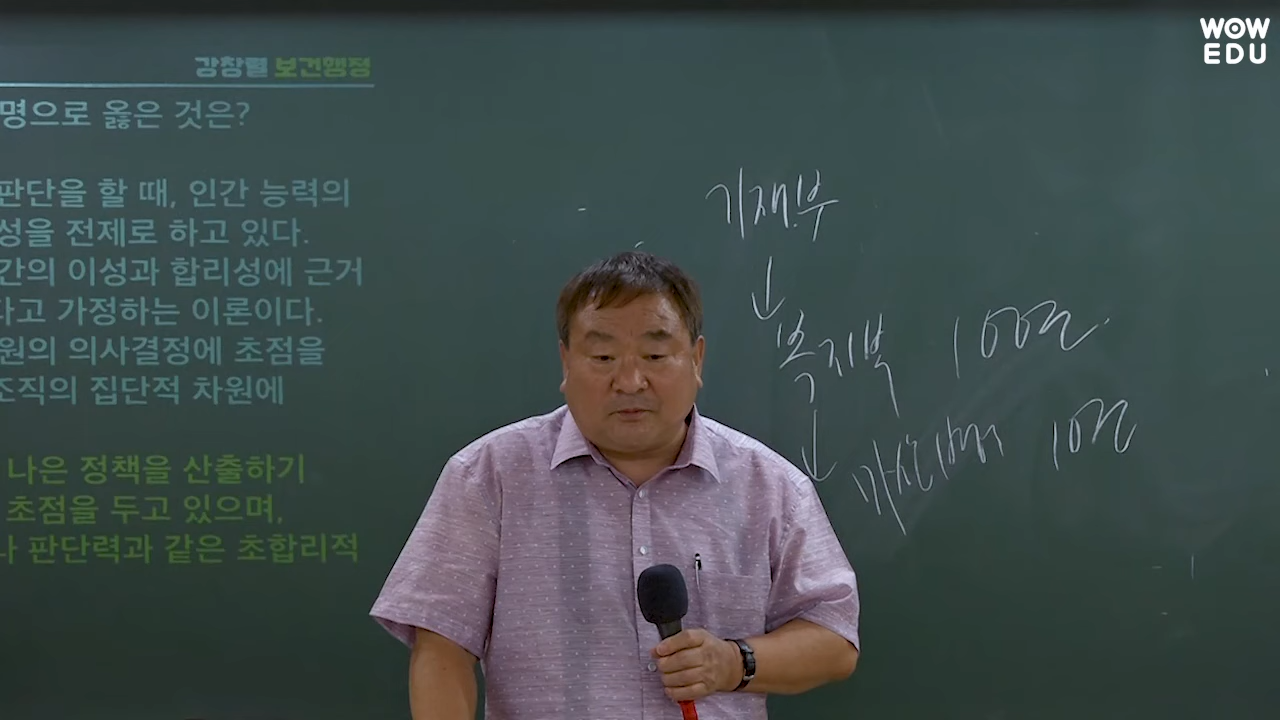 WOW
EDU
강창렬 보건행정
명으로 옳은 것은?
판단을 할 때, 인간 능력의
성을 전제로 하고 있다.
간의 이성과 합리성에 근거
다고 가정하는 이론이다.
원의 의사결정에 초점을
조직의 집단적 차원에
나은 정책을 산출하기
초점을 두고 있으며,
나 판단력과 같은 초합리적
기재부
복지부 100원
10원